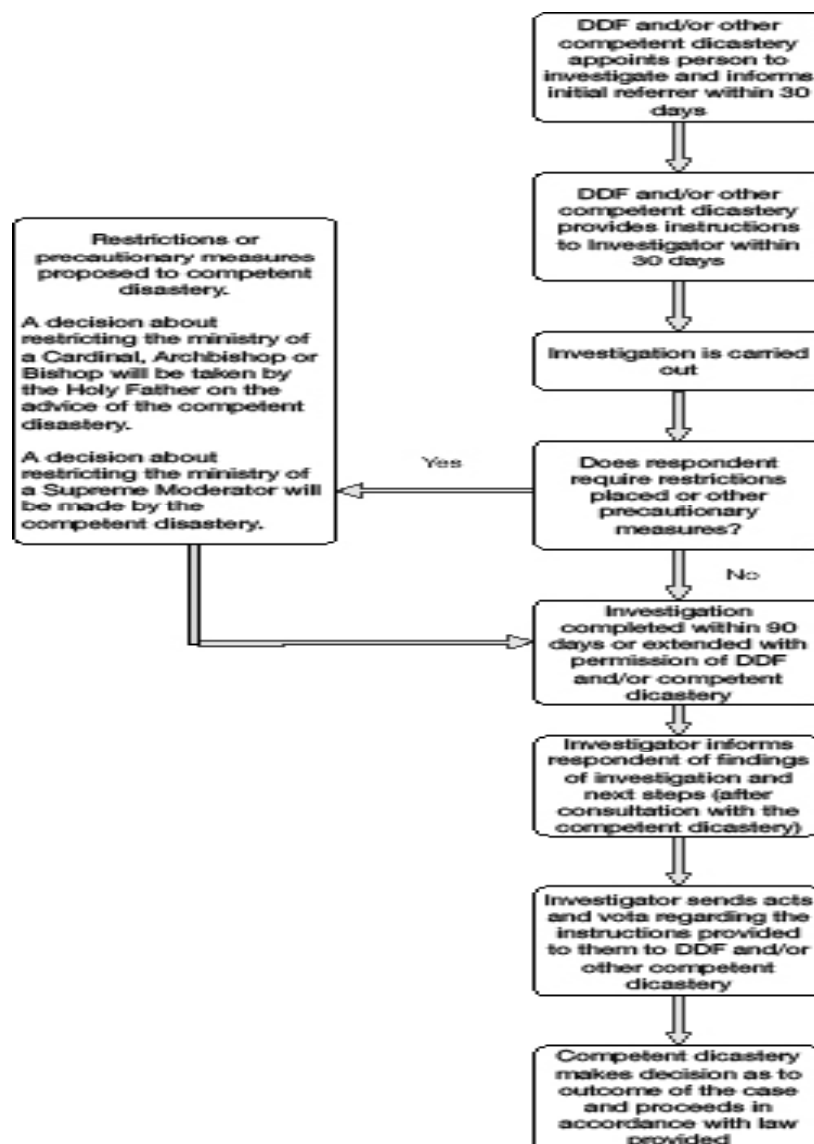 DDF and/or other
competent dicastery
appoints person to
investigate and informs
initial referrer within 30
days
DDF and/or other
competent dicastery
provides instructions
to Investigator within
30 days
Restrictions or
precautionary measures
proposed to competent
disastery.
A decision about
restricting the ministry of
a Cardinal, Archbishop or
Bishop will be taken by
the Holy Father on the
advice of the competent
disastery.
A decision about
restricting the ministry of
a Supreme Moderator will
be made by the
competent disastery.
Investigation is carried
out
Yes
Does respondent
require restrictions
placed or other
precautionary
measures?
No
Investigation
completed within 90
days or extended with
permission of DDF
and/or competent
dicastery
Investigator informs
respondent of findings
of investigation and
next steps (after
consultation with the
competent dicastery)
Investigator sends acts
and vota regarding the
instructions provided
to them to DDF and/or
other competent
dicastery
Competent dicastery
makes decision as to
outcome of the case
and proceeds in
accordance with law
provided